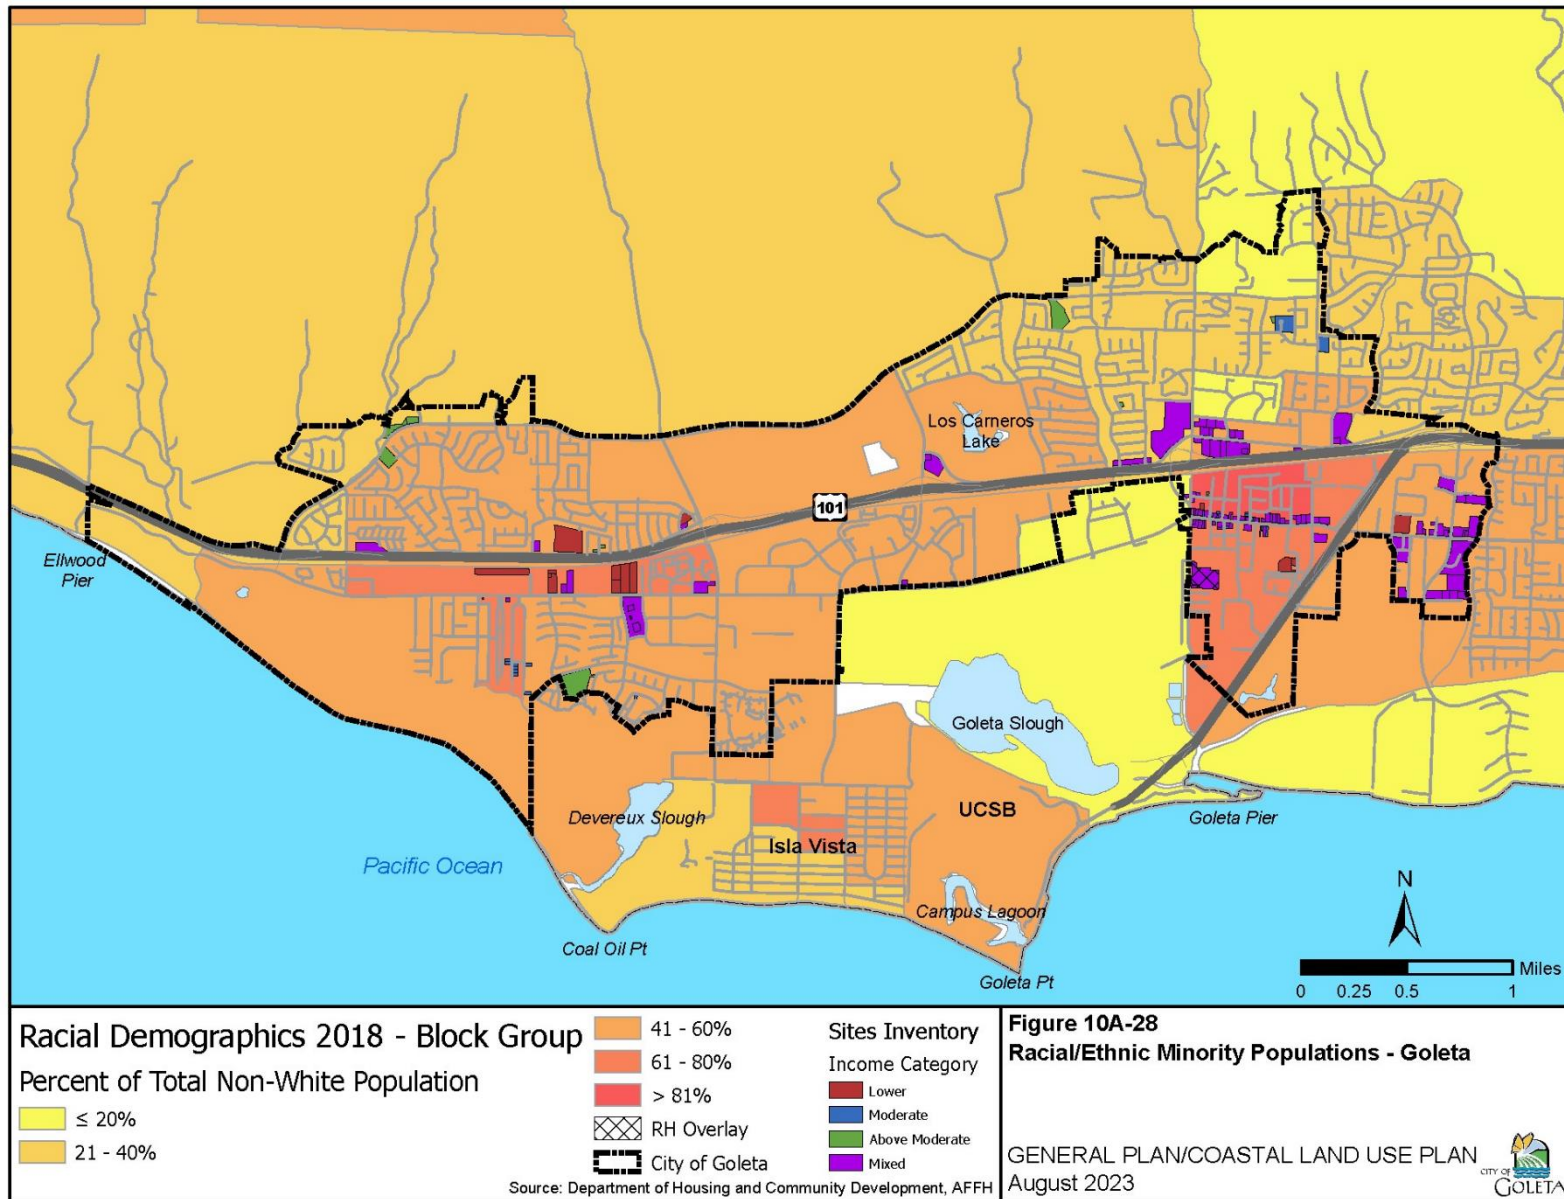 Los Carneros
Lake
101
Ellwood
Pier
Goleta Slough
Devereux Slough
UCSB
Goleta Pier
Isla Vista
Pacific Ocean
Campus Lagoon
Coal Oil Pt
Goleta Pt
N
Miles
0 0.25 0.5 1
Racial Demographics 2018 - Block Group
Percent of Total Non-White Population
≤ 20%
21 - 40%
41 - 60%
61 - 80%
> 81%
RH Overlay
City of Goleta
Sites Inventory
Income Category
Lower
Moderate
Above Moderate
Mixed
Source: Department of Housing and Community Development, AFFH
Figure 10A-28
Racial/Ethnic Minority Populations - Goleta
GENERAL PLAN/COASTAL LAND USE PLAN
August 2023
CITY OF
GOLETA